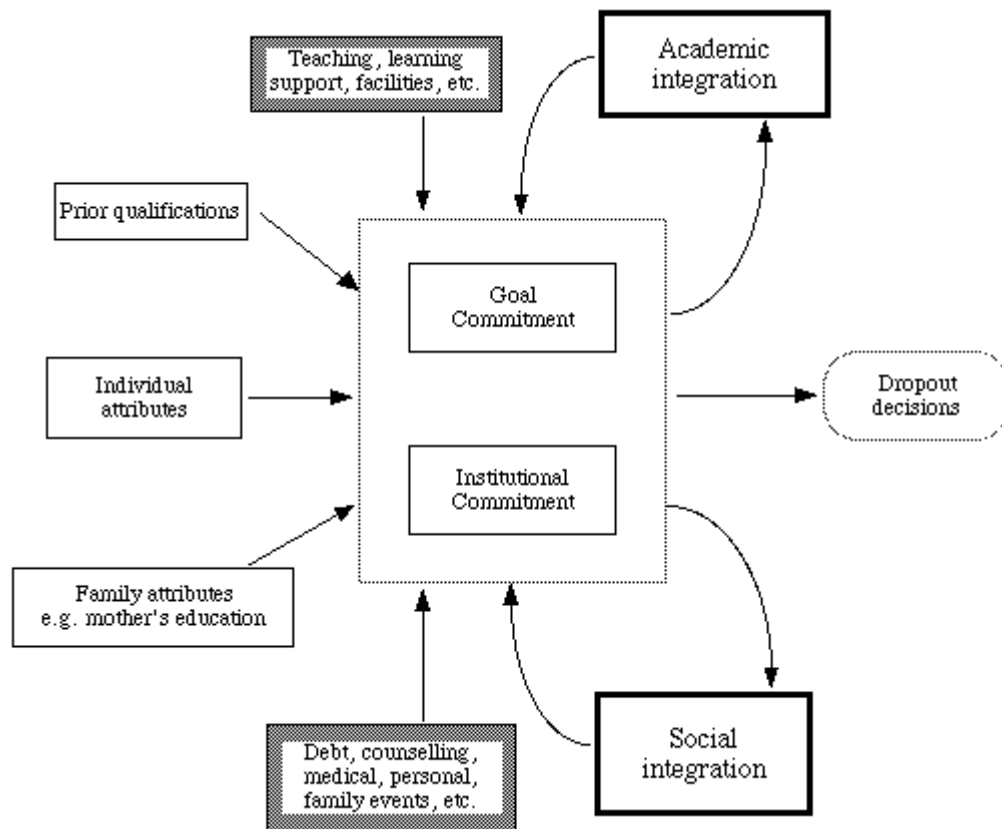 Teaching, learning
support, facilities, etc.
Academic
integration
Prior qualifications
Goal
Commitment
Individual
attributes
Dropout
decisions
Institutional
Commitment
Family attributes
e.g. mother's education
Debt, counselling,
medical, personal,
family events, etc.
Social
integration